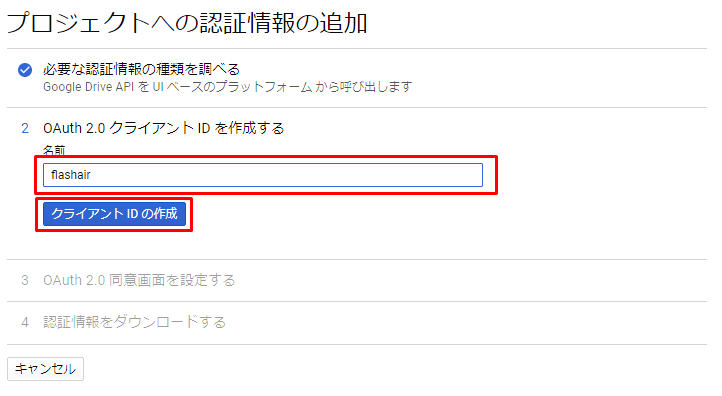 プロジェクトへの認証情報の追加
必要な認証情報の種類を調べる
Google Drive API を UI ベースのプラットフォーム から呼び出します
2 OAuth 2.0 クライアント ID を作成する
名前
flashair
クライアント ID の作成
3 OAuth 2.0 同意画面を設定する
4 認証情報をダウンロードする
キャンセル